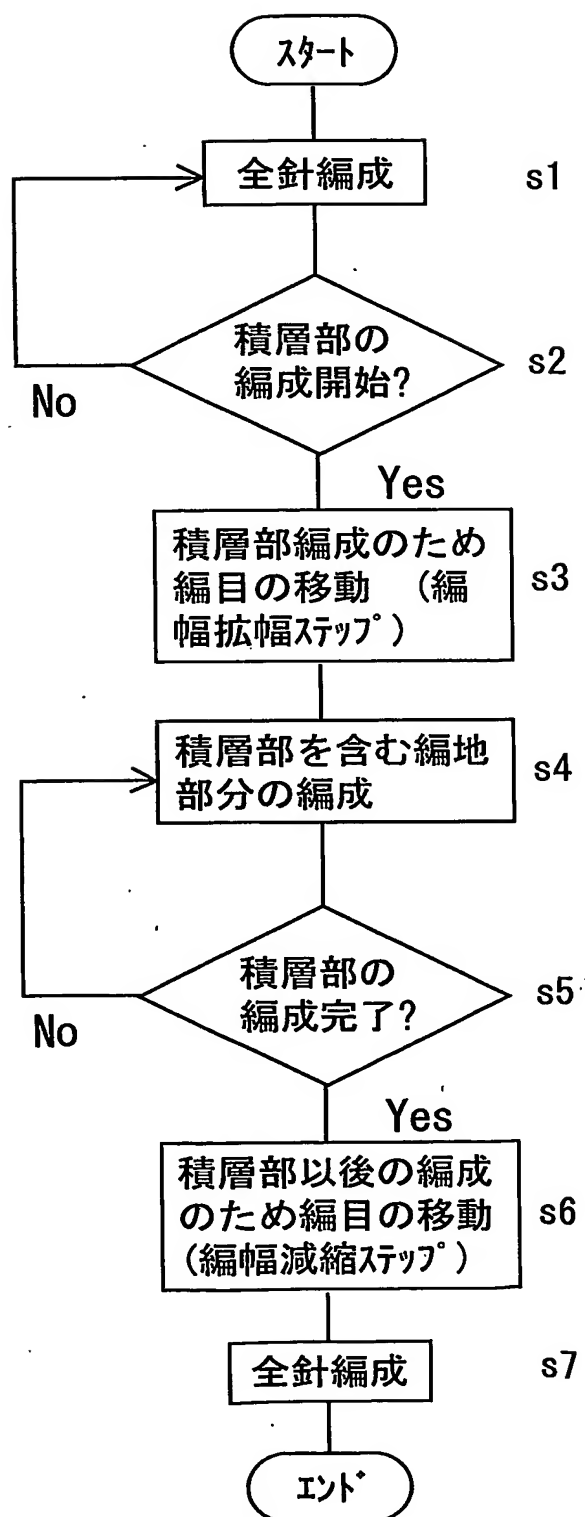 スタート
全針編成 s1
積層部の
編成開始? s2
No
Yes
積層部編成のため
編目の移動 (編
幅拡幅ステップ) s3
積層部を含む編地
部分の編成 s4
積層部の
編成完了? s5
No
Yes
積層部以後の編成
のため編目の移動
(編幅減縮ステップ) s6
全針編成 s7
エンド